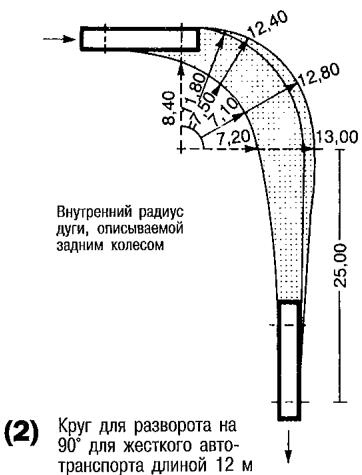 12,40
12,80
11,80
8,40
=7,50
7,10
7,20
13,00
25,00
Внутренний радиус
дуги, описываемой
задним колесом
(2) Круг для разворота на
90° для жесткого авто-
транспорта длиной 12 м